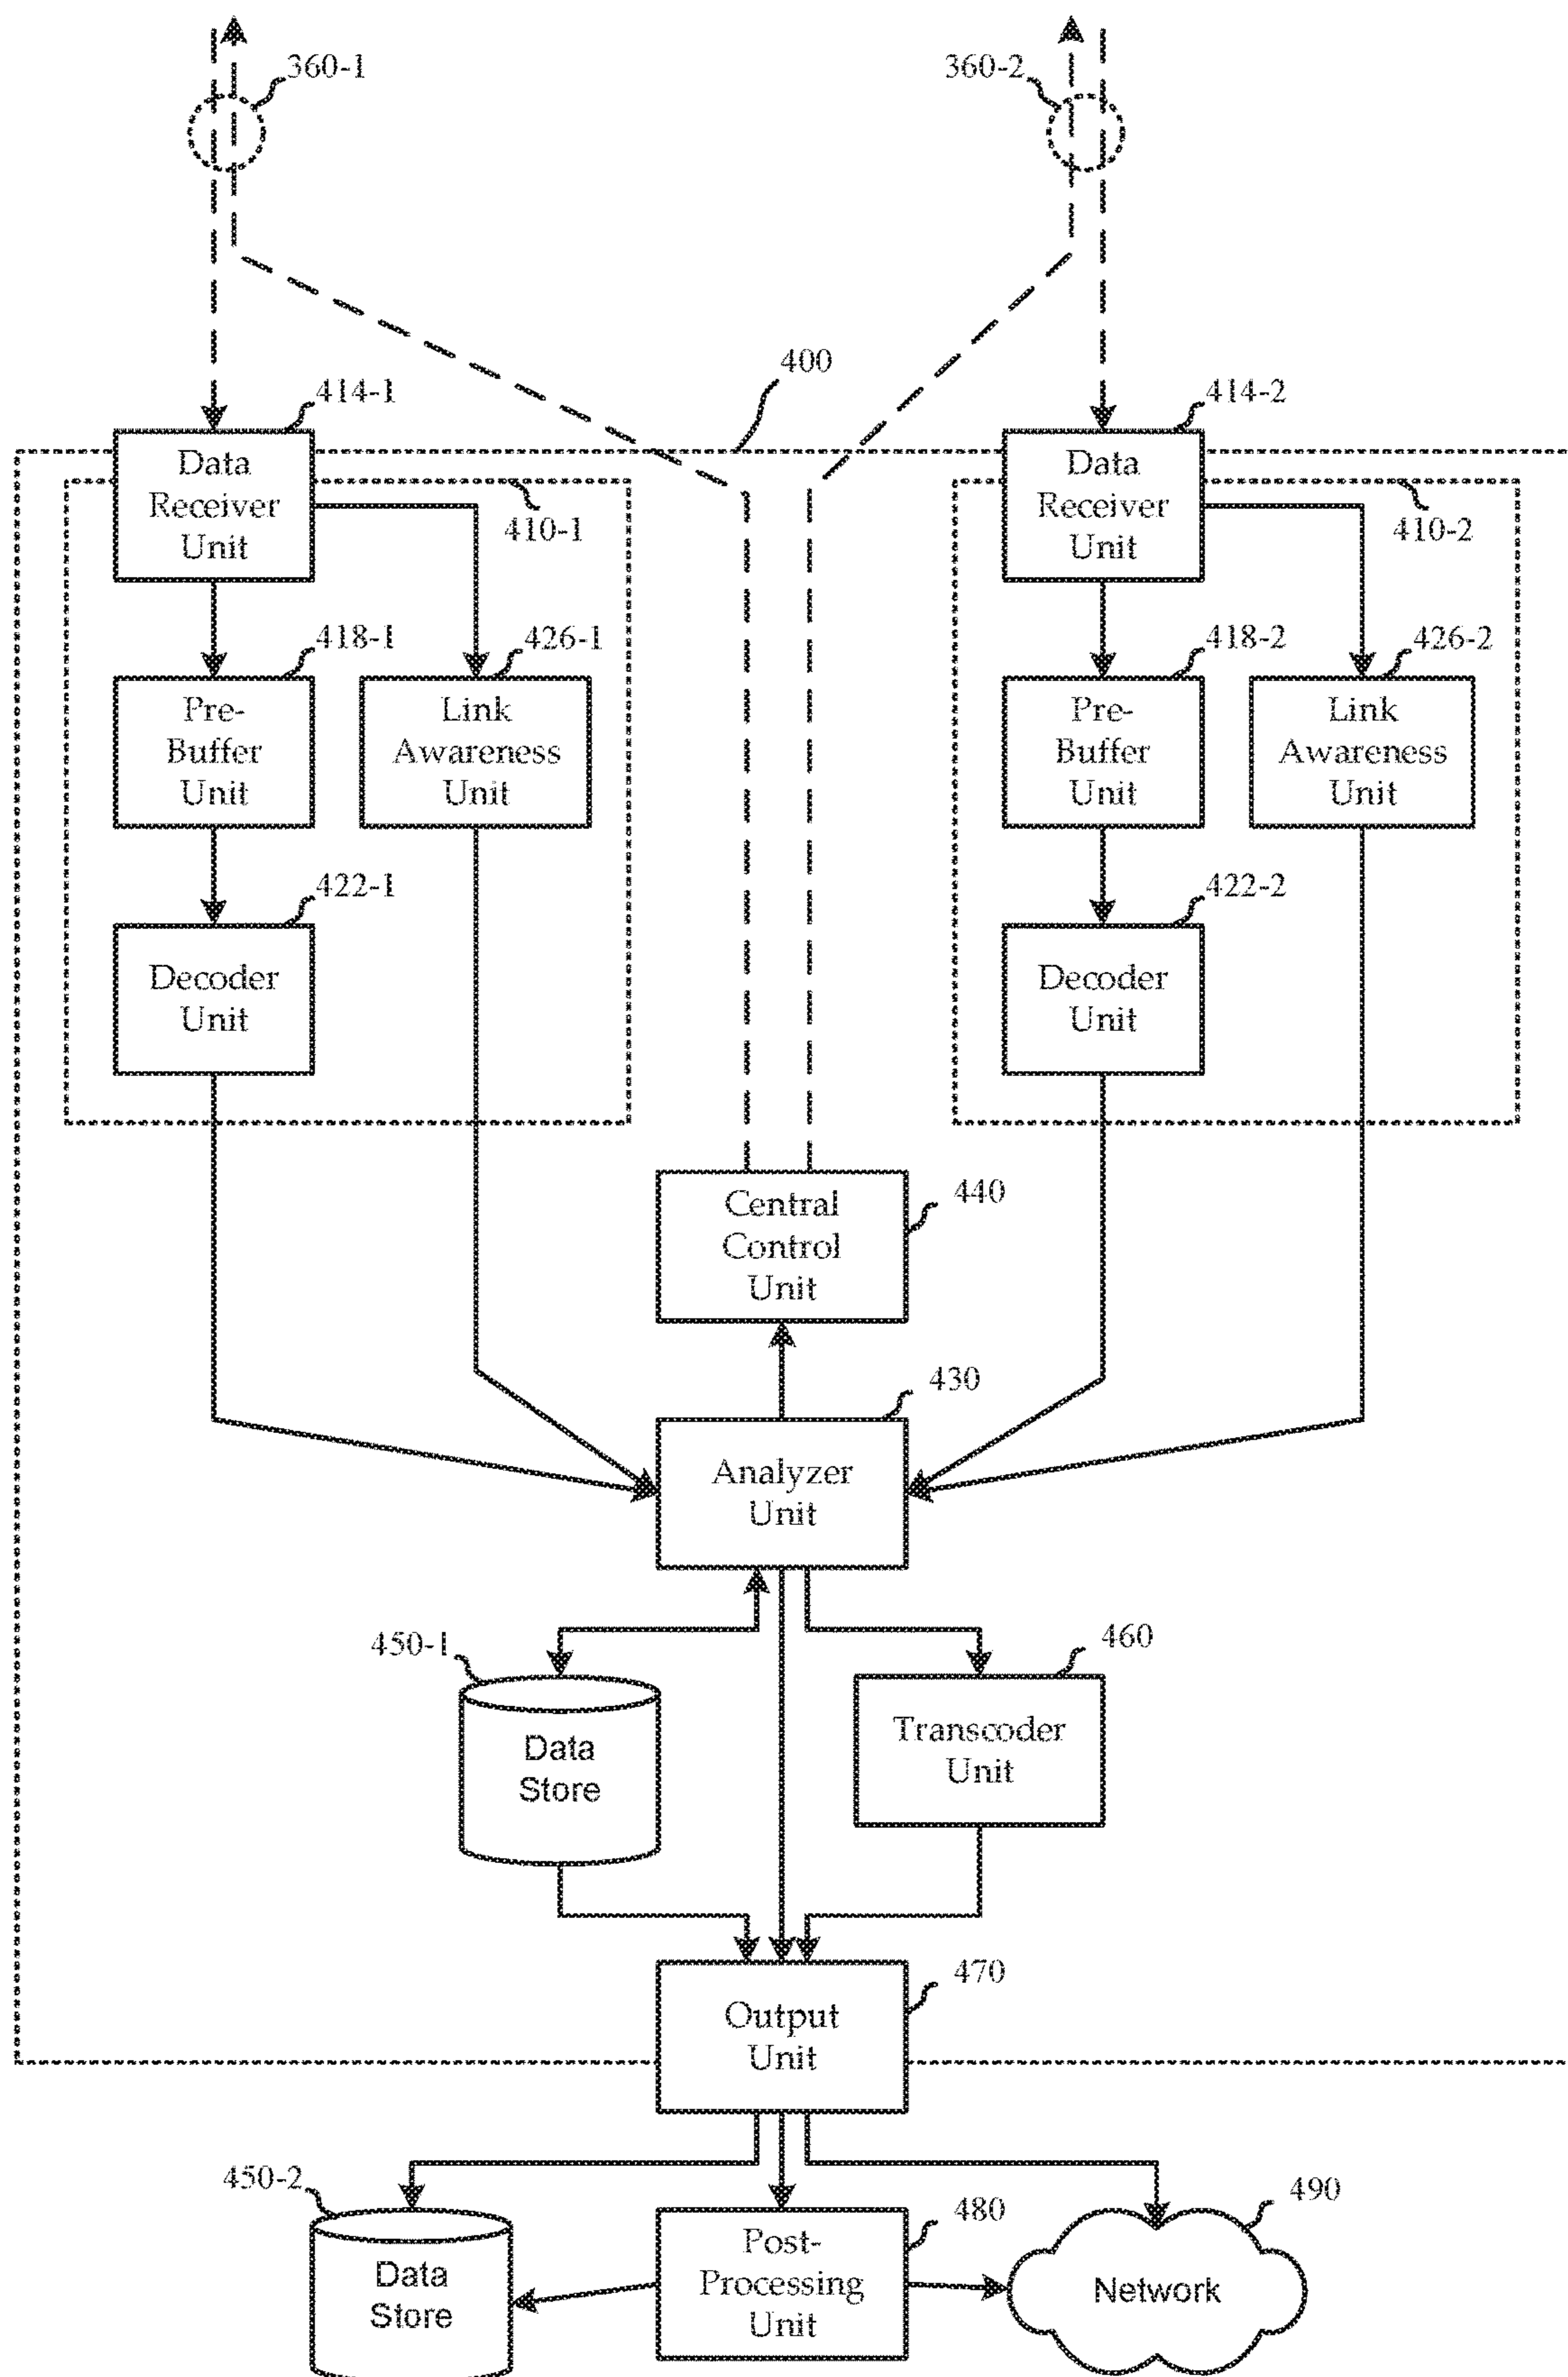 360-1
360-2
400
414-1
414-2
Data
Receiver
Unit
Data
Receiver
Unit
410-1
410-2
418-1
426-1
418-2
426-2
Pre-
Buffer
Unit
Link
Awareness
Unit
Pre-
Buffer
Unit
Link
Awareness
Unit
422-1
422-2
Decoder
Unit
Decoder
Unit
440
Central
Control
Unit
430
Analyzer
Unit
450-1
460
Data
Store
Transcoder
Unit
470
Output
Unit
450-2
480
490
Data
Store
Post-
Processing
Unit
Network